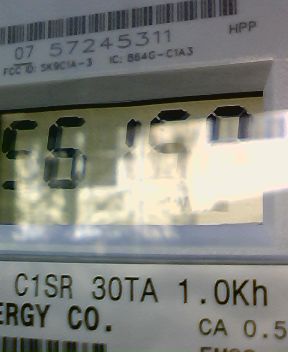 07 57245311
HPP
FCC ID: SK9C1A-3 IC: 864G-C1A3
C1SR 30TA 1.0Kh
ERGY CO.
CA 0.5